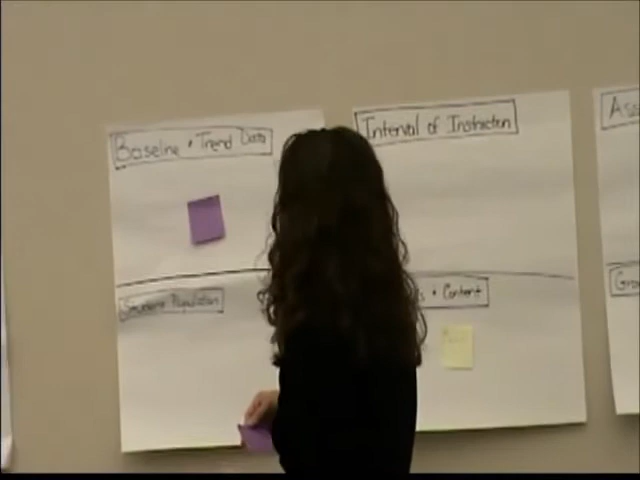 Baseline + Trend Data
Interval of Instruction
Ass
Student Population
s + Content
Gro